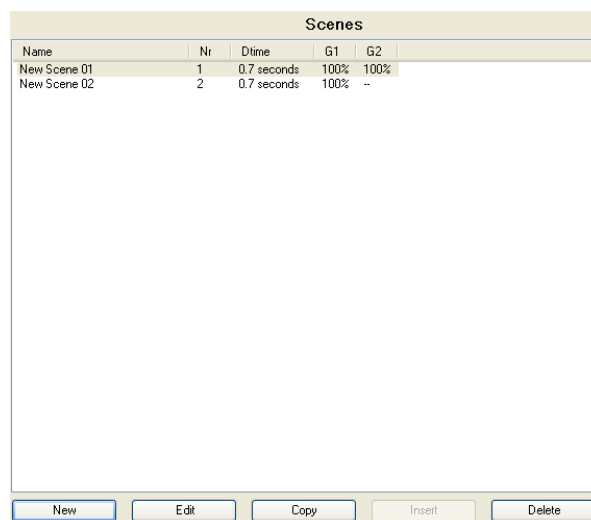 Scenes
Name Nr Dtime G1 G2
New Scene 01 1 0.7 seconds 100% 100%
New Scene 02 2 0.7 seconds 100% --
New Edit Copy Insert Delete